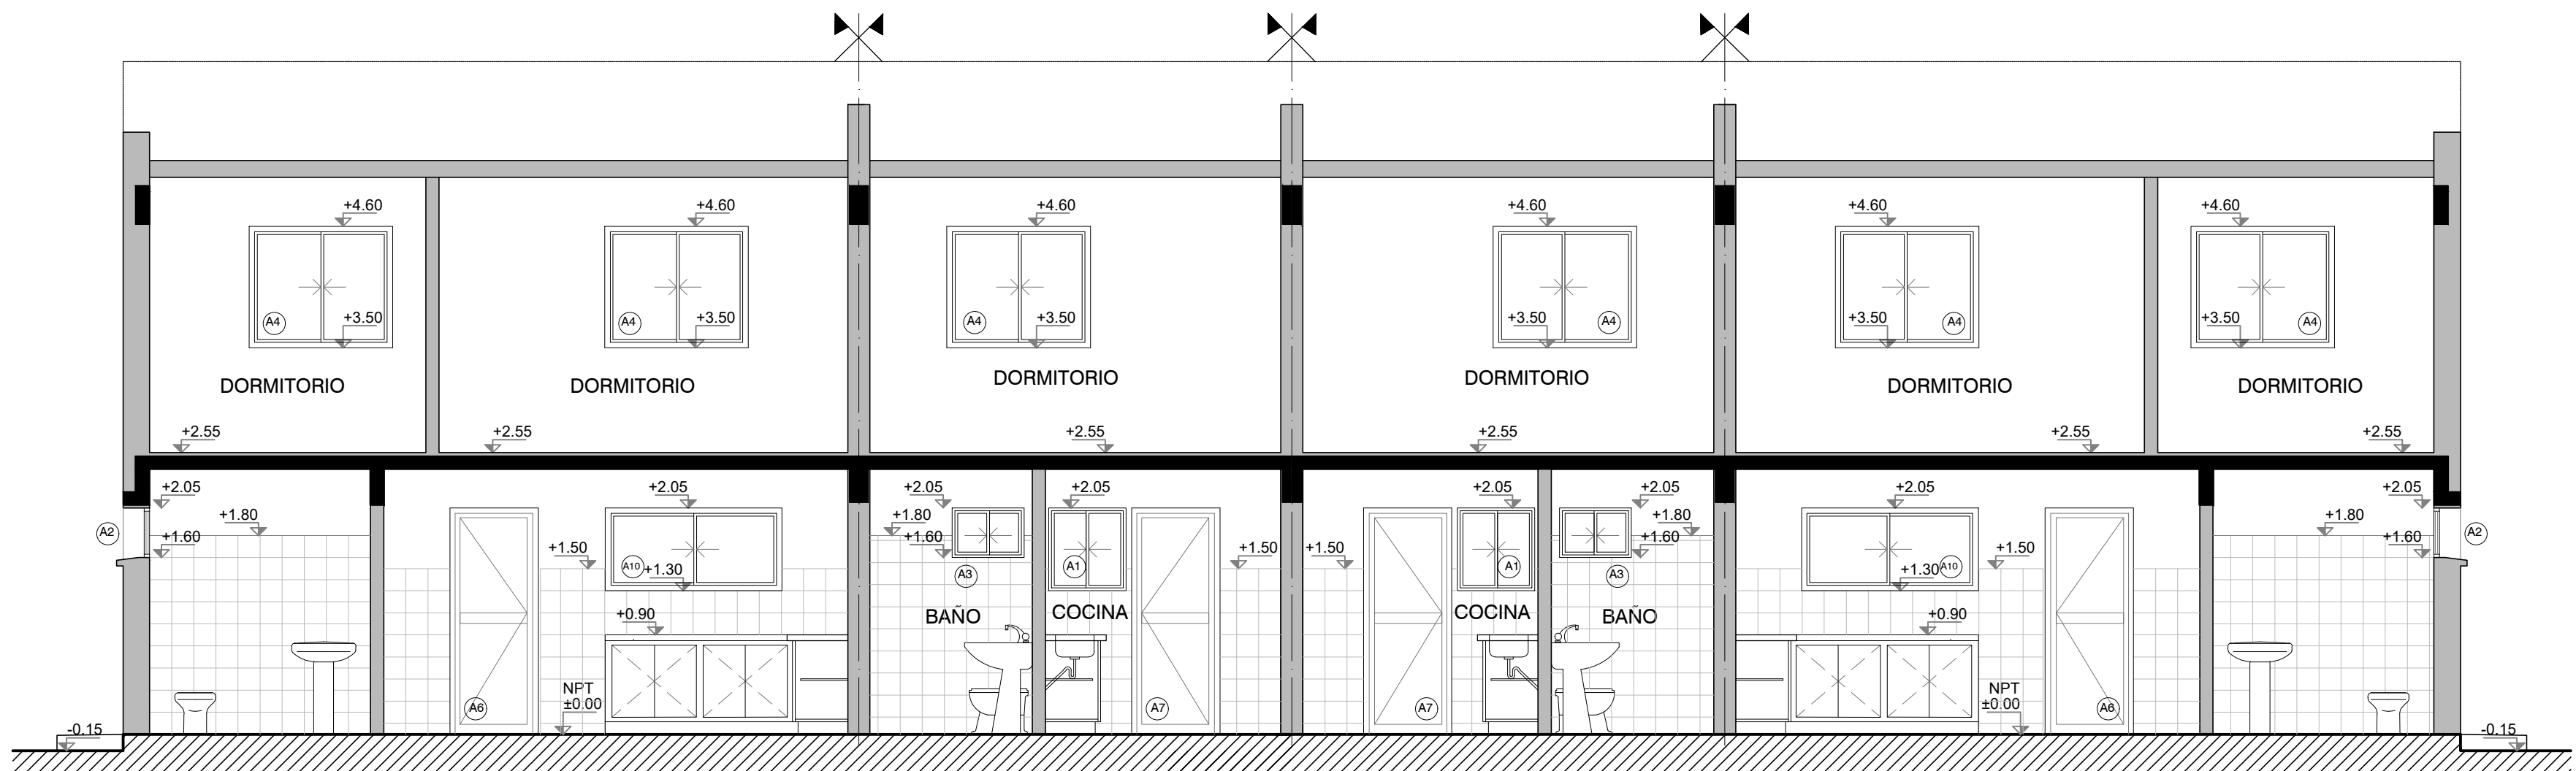 +4.60 +4.60 +4.60 +4.60 +4.60 +4.60
A4 +3.50 A4 +3.50 A4 +3.50 +3.50 A4 +3.50 A4 +3.50 A4
DORMITORIO DORMITORIO DORMITORIO DORMITORIO DORMITORIO DORMITORIO
+2.55 +2.55 +2.55 +2.55 +2.55 +2.55
+2.05 +2.05 +2.05 +2.05 +2.05 +2.05 +2.05 +2.05
+1.80 +1.80 +1.80 +1.80
A2 +1.60 +1.60 +1.60 +1.60 A2
+1.50 +1.50 +1.50 +1.50
A10 +1.30 A3 A1 A1 A3 +1.30 A10
+0.90 BAÑO COCINA COCINA BAÑO +0.90
NPT NPT
±0.00 ±0.00
A6 A7 A7 A6
-0.15 -0.15